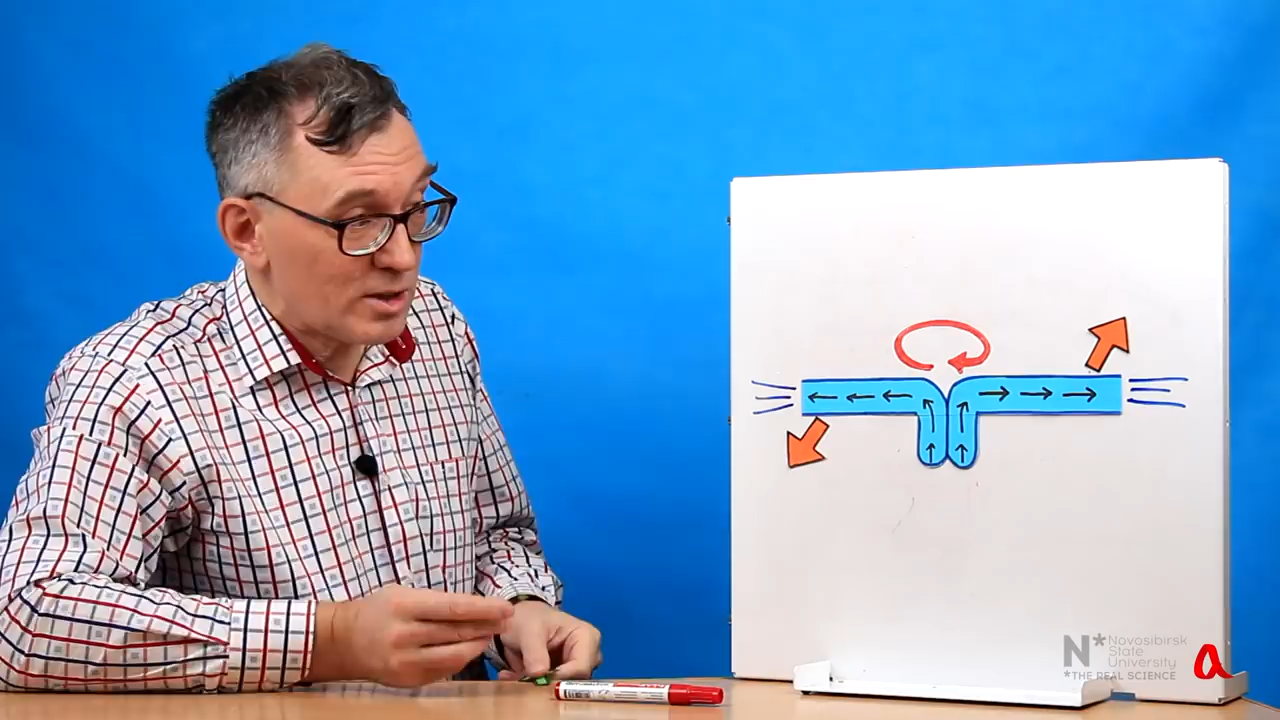 N*
Novosibirsk
State
University
*THE REAL SCIENCE